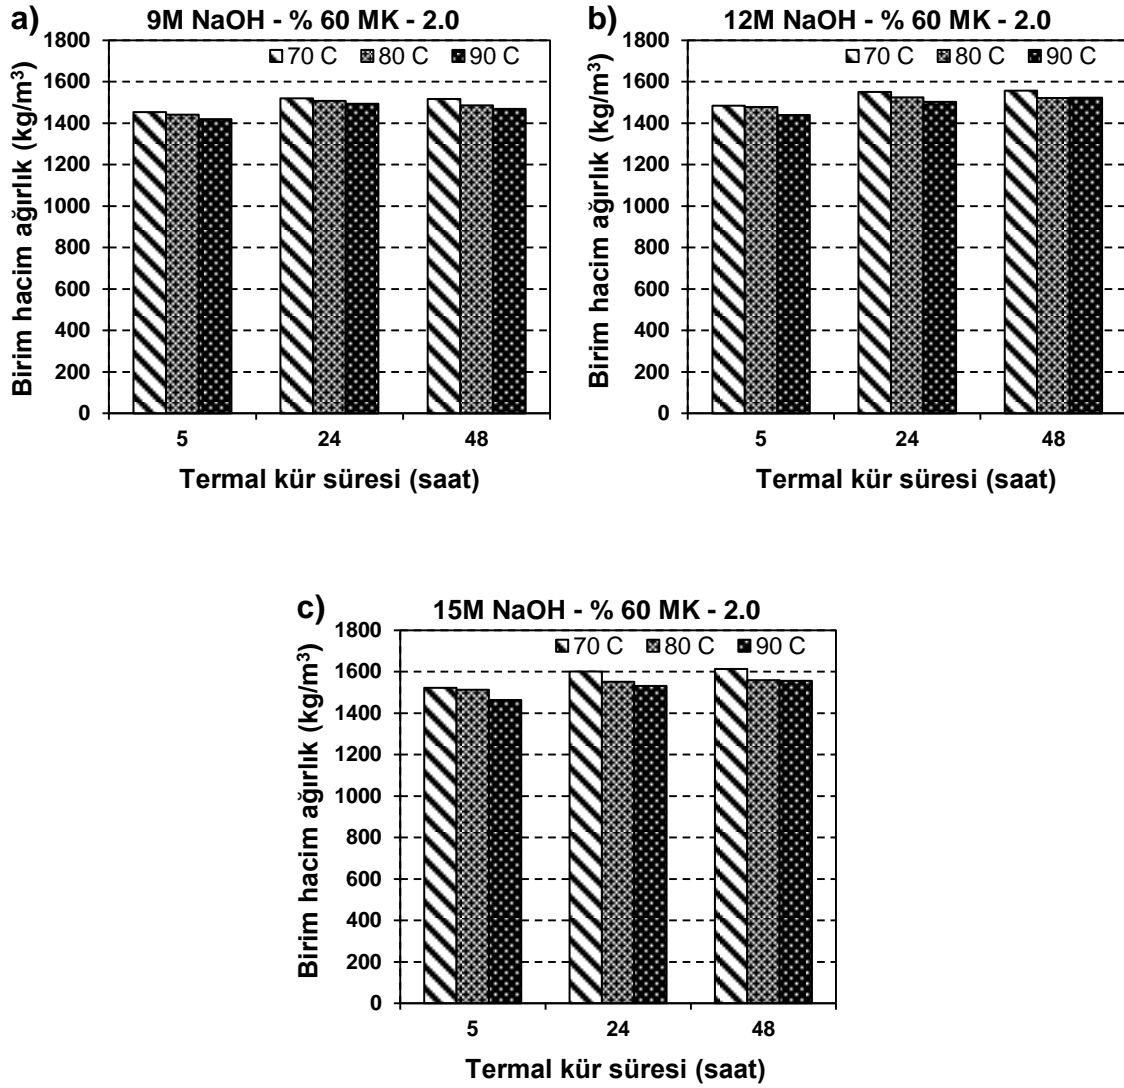 a) 9M NaOH - % 60 MK - 2.0
Birim hacim ağırlık (kg/m³)
1800
1600
1400
1200
1000
800
600
400
200
0
70 C 80 C 90 C
5 24 48
Termal kür süresi (saat)
b) 12M NaOH - % 60 MK - 2.0
Birim hacim ağırlık (kg/m³)
1800
1600
1400
1200
1000
800
600
400
200
0
70 C 80 C 90 C
5 24 48
Termal kür süresi (saat)
c) 15M NaOH - % 60 MK - 2.0
Birim hacim ağırlık (kg/m³)
1800
1600
1400
1200
1000
800
600
400
200
0
70 C 80 C 90 C
5 24 48
Termal kür süresi (saat)